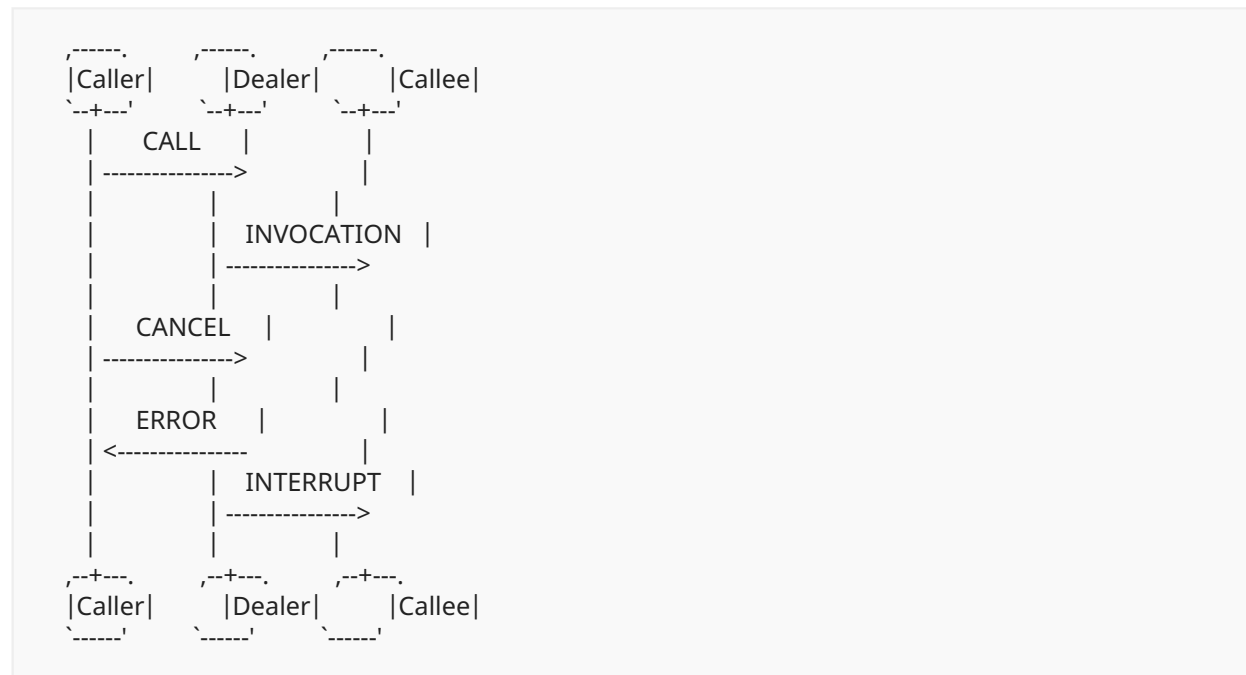 ,------.          ,------.          ,------.
|Caller|          |Dealer|          |Callee|
`--+---'          `--+---'          `--+---'
   |       CALL      |                 |
   | ---------------->                 |
   |                 |                 |
   |                 |    INVOCATION   |
   |                 | ---------------->
   |                 |                 |
   |      CANCEL     |                 |
   | ---------------->                 |
   |                 |                 |
   |      ERROR      |                 |
   | <----------------                 |
   |                 |    INTERRUPT    |
   |                 | ---------------->
   |                 |                 |
,--+---.          ,--+---.          ,--+---.
|Caller|          |Dealer|          |Callee|
`------'          `------'          `------'